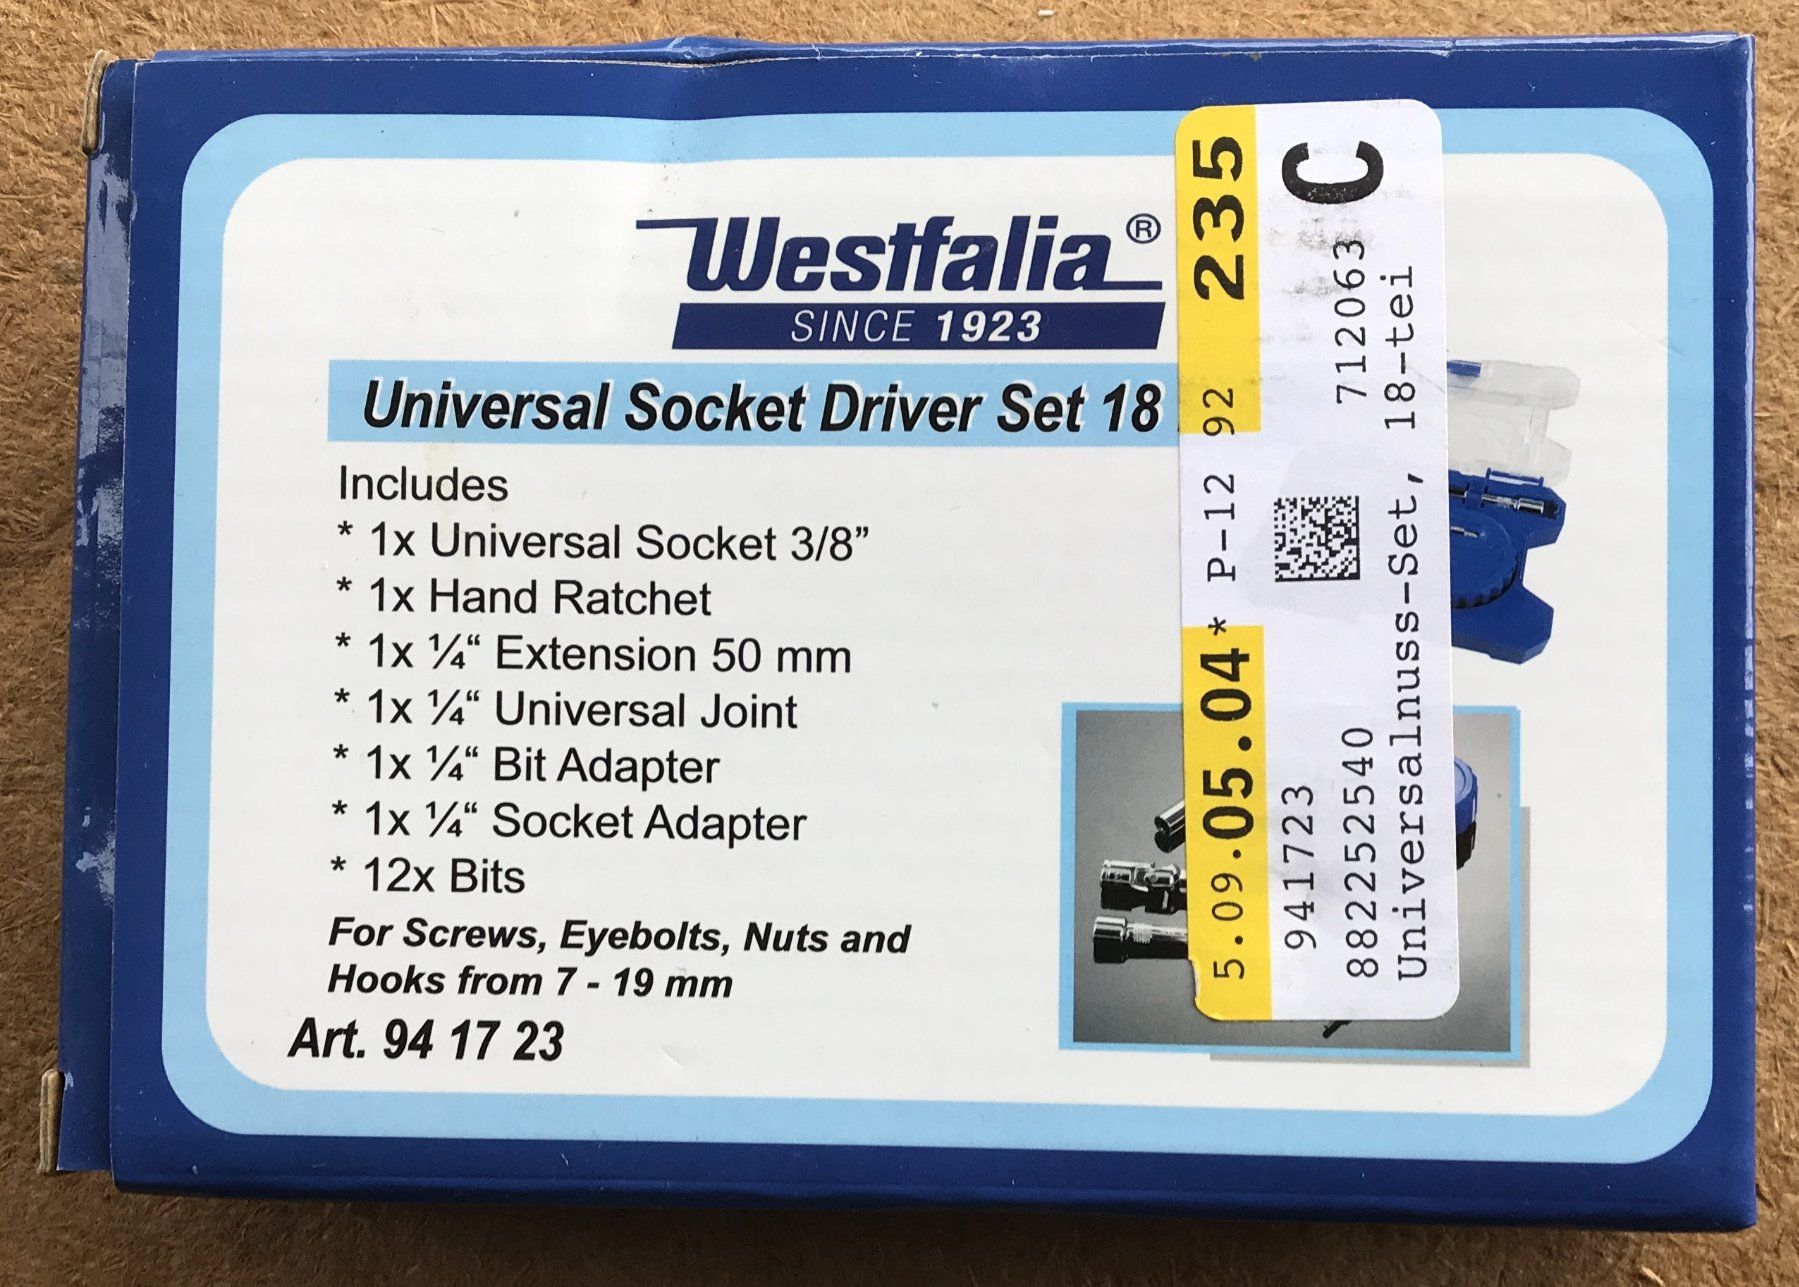 Westfalia®
SINCE 1923
Universal Socket Driver Set 18
Includes
* 1x Universal Socket 3/8”
* 1x Hand Ratchet
* 1x ¼“ Extension 50 mm
* 1x ¼“ Universal Joint
* 1x ¼“ Bit Adapter
* 1x ¼“ Socket Adapter
* 12x Bits
For Screws, Eyebolts, Nuts and
Hooks from 7 - 19 mm
Art. 94 17 23
5.09.05.04* P-12 92 235
941723 C
882252540 712063
Universalnuss-Set, 18-tei